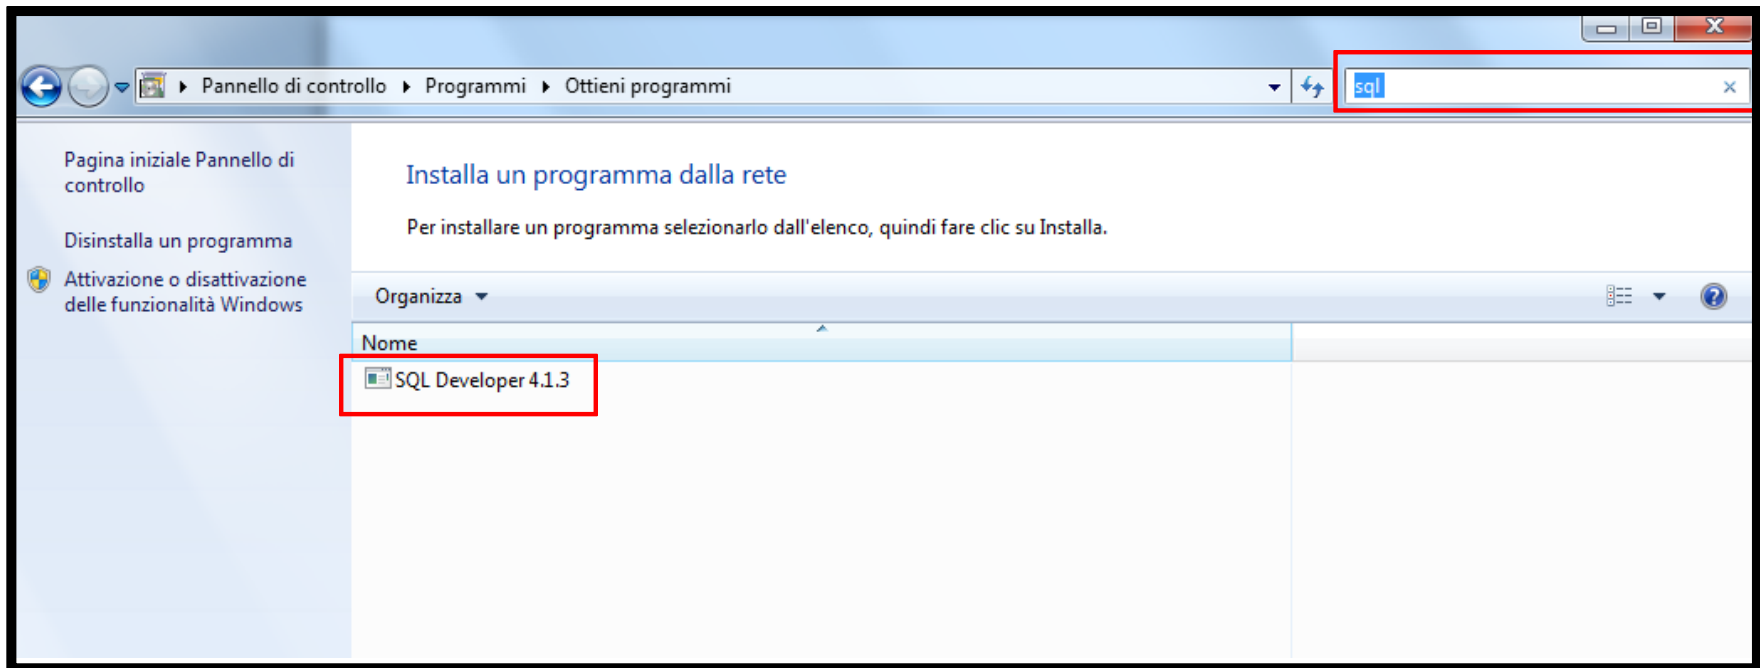 Pannello di controllo Programmi Ottieni programmi
sql
Pagina iniziale Pannello di
controllo
Disinstalla un programma
Attivazione o disattivazione
delle funzionalità Windows
Installa un programma dalla rete
Per installare un programma selezionarlo dall'elenco, quindi fare clic su Installa.
Organizza
Nome
SQL Developer 4.1.3